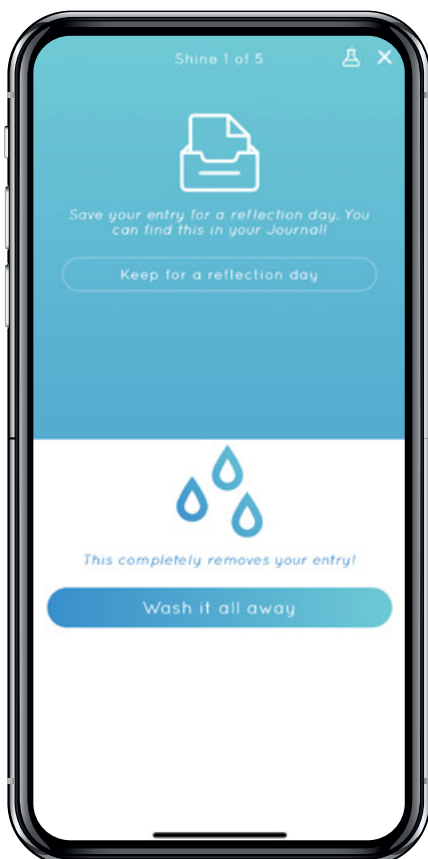 Shine 1 of 5
Save your entry for a reflection day. You
can find this in your Journal!
Keep for a reflection day
This completely removes your entry!
Wash it all away